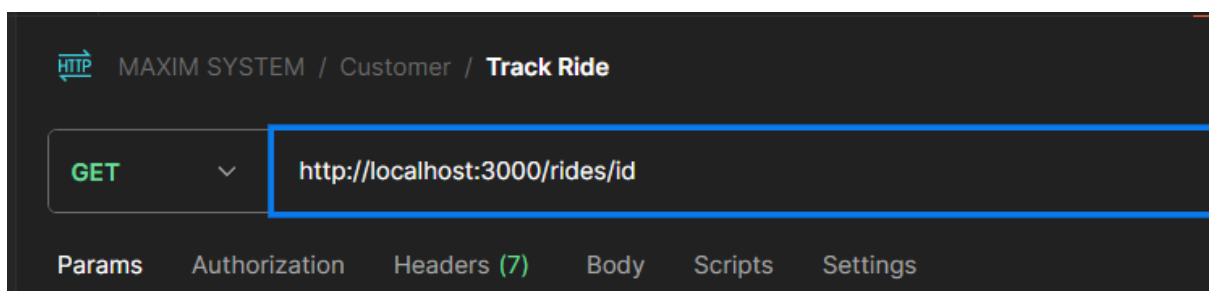 HTTP MAXIM SYSTEM / Customer / Track Ride
GET http://localhost:3000/rides/id
Params Authorization Headers (7) Body Scripts Settings